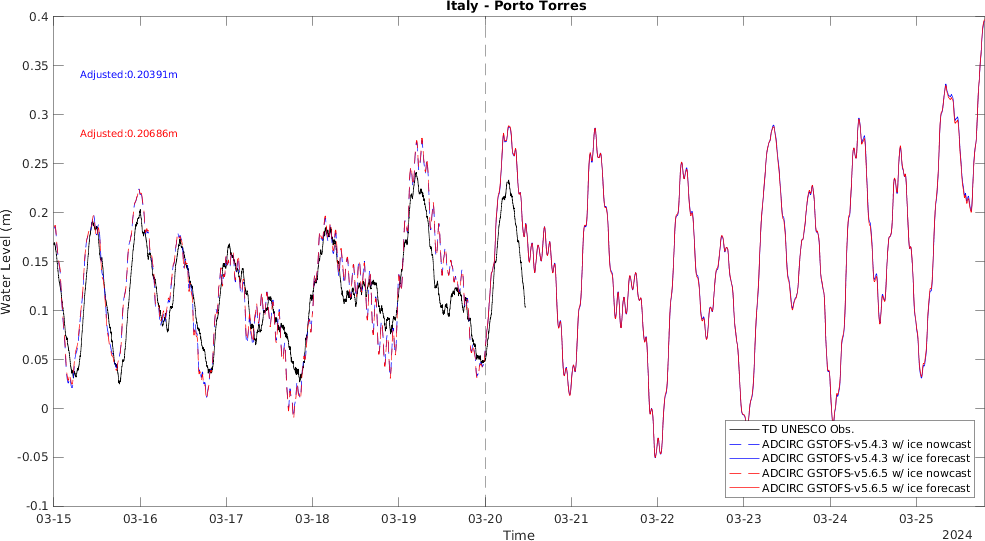 Italy - Porto Torres
Water Level (m)
0.4
0.35
0.3
0.25
0.2
0.15
0.1
0.05
0
-0.05
-0.1
Adjusted:0.20391m
Adjusted:0.20686m
TD UNESCO Obs.
ADCIRC GSTOFS-v5.4.3 w/ ice nowcast
ADCIRC GSTOFS-v5.4.3 w/ ice forecast
ADCIRC GSTOFS-v5.6.5 w/ ice nowcast
ADCIRC GSTOFS-v5.6.5 w/ ice forecast
03-15 03-16 03-17 03-18 03-19 03-20 03-21 03-22 03-23 03-24 03-25
Time
2024